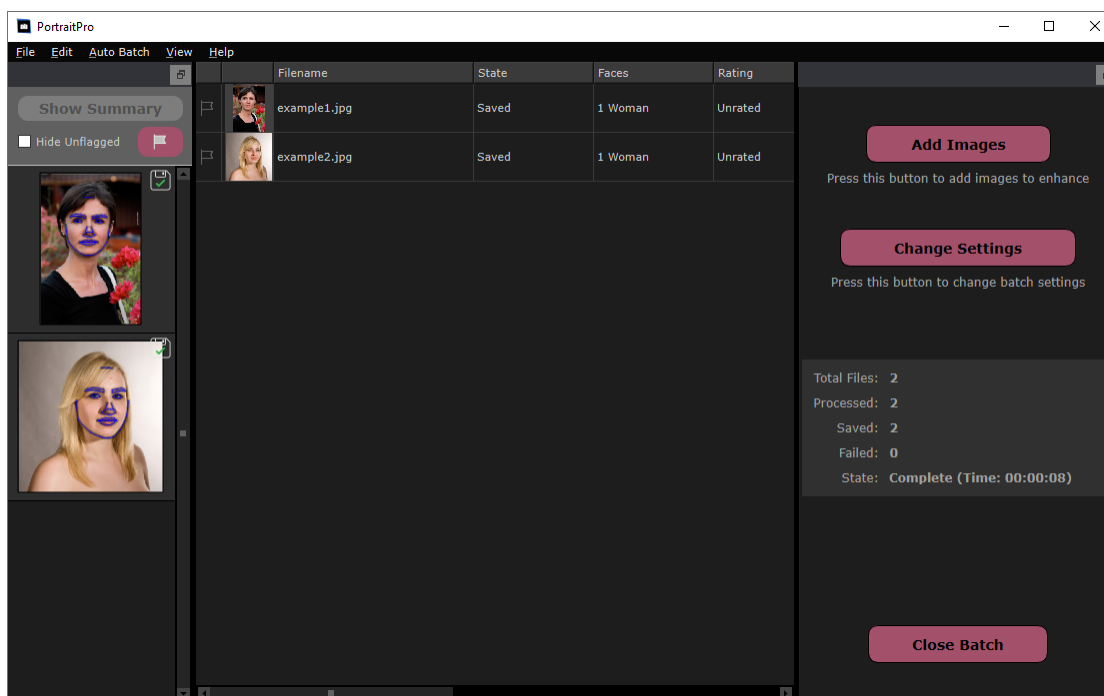 PortraitPro
File Edit Auto Batch View Help
Show Summary
Hide Unflagged
Filename State Faces Rating
example1.jpg Saved 1 Woman Unrated
example2.jpg Saved 1 Woman Unrated
Add Images
Press this button to add images to enhance
Change Settings
Press this button to change batch settings
Total Files: 2
Processed: 2
Saved: 2
Failed: 0
State: Complete (Time: 00:00:08)
Close Batch